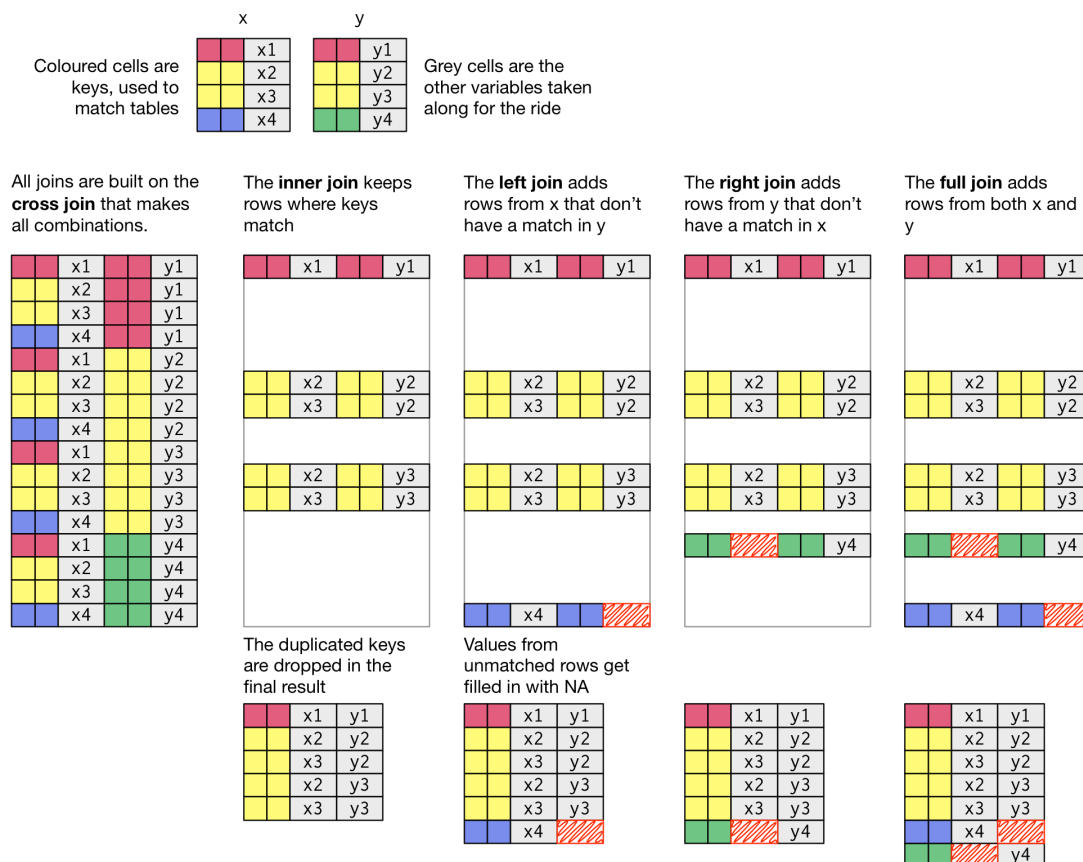 x
y
Coloured cells are
keys, used to
match tables
x1
x2
x3
x4
y1
y2
y3
y4
Grey cells are the
other variables taken
along for the ride
All joins are built on the
cross join that makes
all combinations.
x1 y1
x2 y1
x3 y1
x4 y1
x1 y2
x2 y2
x3 y2
x4 y2
x1 y3
x2 y3
x3 y3
x4 y3
x1 y4
x2 y4
x3 y4
x4 y4
The inner join keeps
rows where keys
match
x1 y1
x2 y2
x3 y2
x2 y3
x3 y3
The duplicated keys
are dropped in the
final result
x1 y1
x2 y2
x3 y2
x2 y3
x3 y3
The left join adds
rows from x that don't
have a match in y
x1 y1
x2 y2
x3 y2
x2 y3
x3 y3
x4
Values from
unmatched rows get
filled in with NA
x1 y1
x2 y2
x3 y2
x2 y3
x3 y3
x4
The right join adds
rows from y that don't
have a match in x
x1 y1
x2 y2
x3 y2
x2 y3
x3 y3
y4
x1 y1
x2 y2
x3 y2
x2 y3
x3 y3
y4
The full join adds
rows from both x and
y
x1 y1
x2 y2
x3 y2
x2 y3
x3 y3
y4
x4
x1 y1
x2 y2
x3 y2
x2 y3
x3 y3
x4
y4